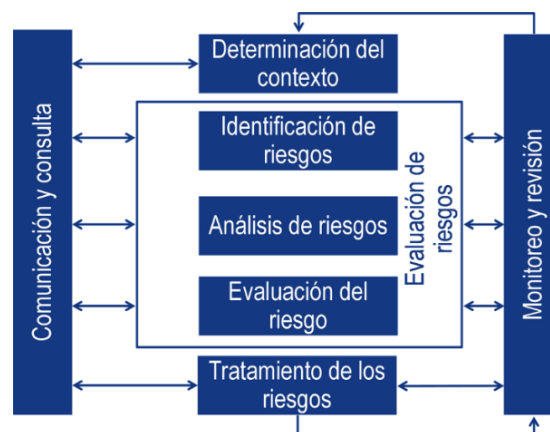 Determinación del
contexto
Comunicación y consulta
Identificación de
riesgos
Análisis de riesgos
Evaluación del
riesgo
Evaluación de
riesgos
Monitoreo y revisión
Tratamiento de los
riesgos